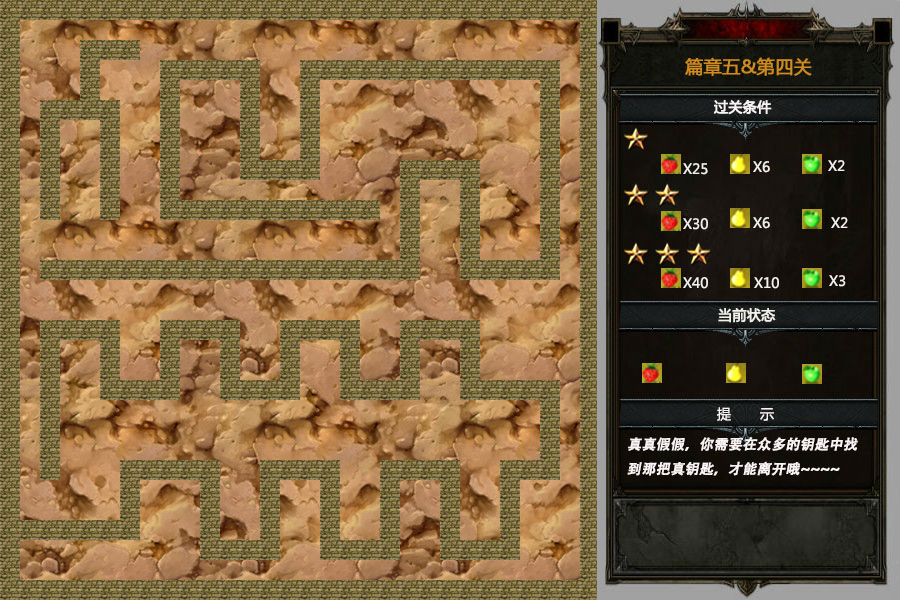 篇章五&第四关
过关条件
X25 X6 X2
X30 X6 X2
X40 X10 X3
当前状态
提 示
真真假假，你需要在众多的钥匙中找
到那把真钥匙，才能离开哦~~~~